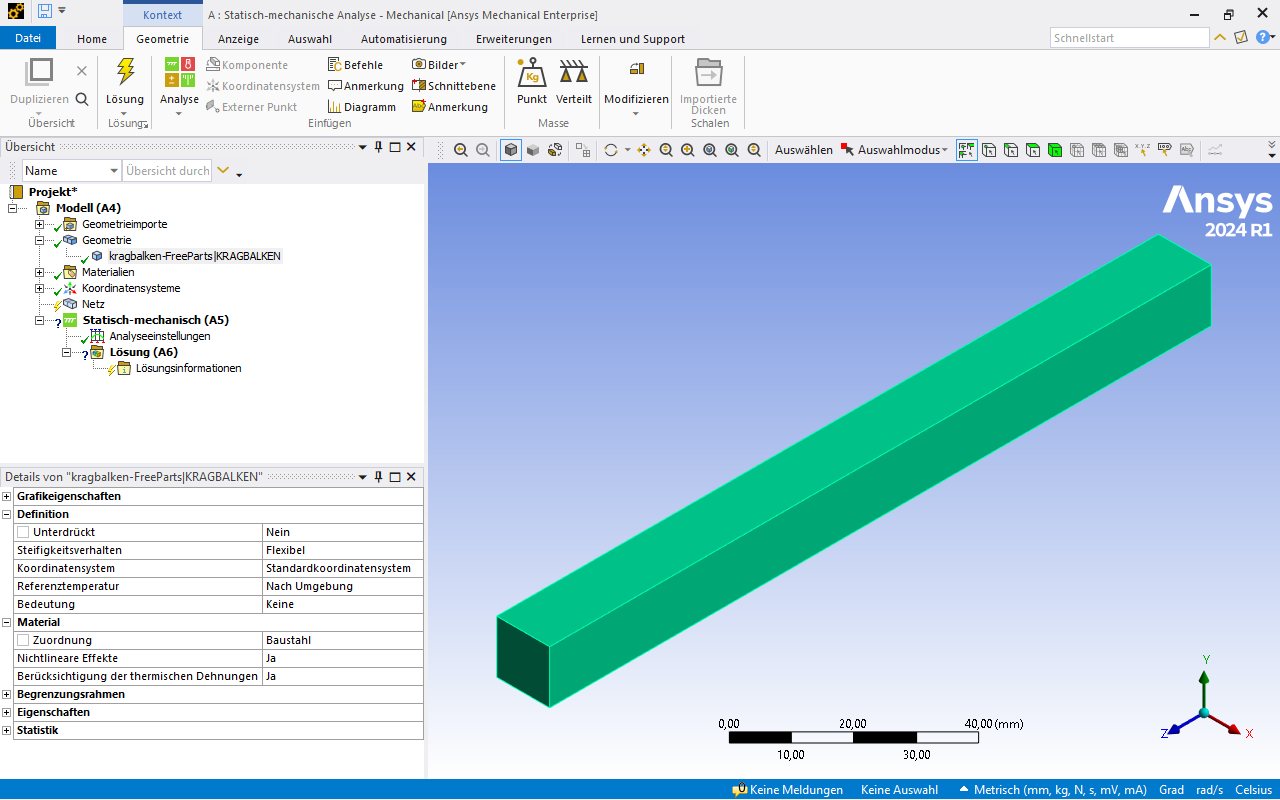 Kontext
A : Statisch-mechanische Analyse - Mechanical [Ansys Mechanical Enterprise]
Datei Home Geometrie Anzeige Auswahl Automatisierung Erweiterungen Lernen und Support Schnellstart
Duplizieren
Übersicht
Lösung
Lösung
Analyse
Komponente
Koordinatensystem
Externer Punkt
Befehle
Anmerkung
Diagramm
Bilder
Schnittebene
Anmerkung
Einfügen
Punkt Verteilt
Masse
Modifizieren
Importierte
Dicken
Schalen
Übersicht
Name Übersicht durch
Auswählen Auswahlmodus
Projekt*
Modell (A4)
Geometrieimporte
Geometrie
kragbalken-FreeParts|KRAGBALKEN
Materialien
Koordinatensysteme
Netz
Statisch-mechanisch (A5)
Analyseeinstellungen
Lösung (A6)
Lösungsinformationen
Details von "kragbalken-FreeParts|KRAGBALKEN"
Grafikeigenschaften
Definition
Unterdrückt Nein
Steifigkeitsverhalten Flexibel
Koordinatensystem Standardkoordinatensystem
Referenztemperatur Nach Umgebung
Bedeutung Keine
Material
Zuordnung Baustahl
Nichtlineare Effekte Ja
Berücksichtigung der thermischen Dehnungen Ja
Begrenzungsrahmen
Eigenschaften
Statistik
Ansys
2024 R1
0,00 20,00 40,00 (mm)
10,00 30,00
Y
Z X
0 Keine Meldungen Keine Auswahl Metrisch (mm, kg, N, s, mV, mA) Grad rad/s Celsius